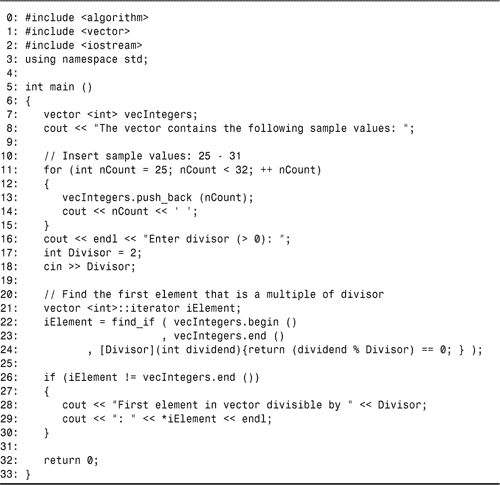 0: #include <algorithm>
1: #include <vector>
2: #include <iostream>
3: using namespace std;
4:
5: int main ()
6: {
7:    vector <int> vecIntegers;
8:    cout << "The vector contains the following sample values: ";
9:
10:    // Insert sample values: 25 - 31
11:    for (int nCount = 25; nCount < 32; ++ nCount)
12:    {
13:       vecIntegers.push_back (nCount);
14:       cout << nCount << ' ';
15:    }
16:    cout << endl << "Enter divisor (> 0): ";
17:    int Divisor = 2;
18:    cin >> Divisor;
19:
20:    // Find the first element that is a multiple of divisor
21:    vector <int>::iterator iElement;
22:    iElement = find_if ( vecIntegers.begin ()
23:                       , vecIntegers.end ()
24:          , [Divisor](int dividend){return (dividend % Divisor) == 0; } );
25:
26:    if (iElement != vecIntegers.end ())
27:    {
28:       cout << "First element in vector divisible by " << Divisor;
29:       cout << ": " << *iElement << endl;
30:    }
31:
32:    return 0;
33: }